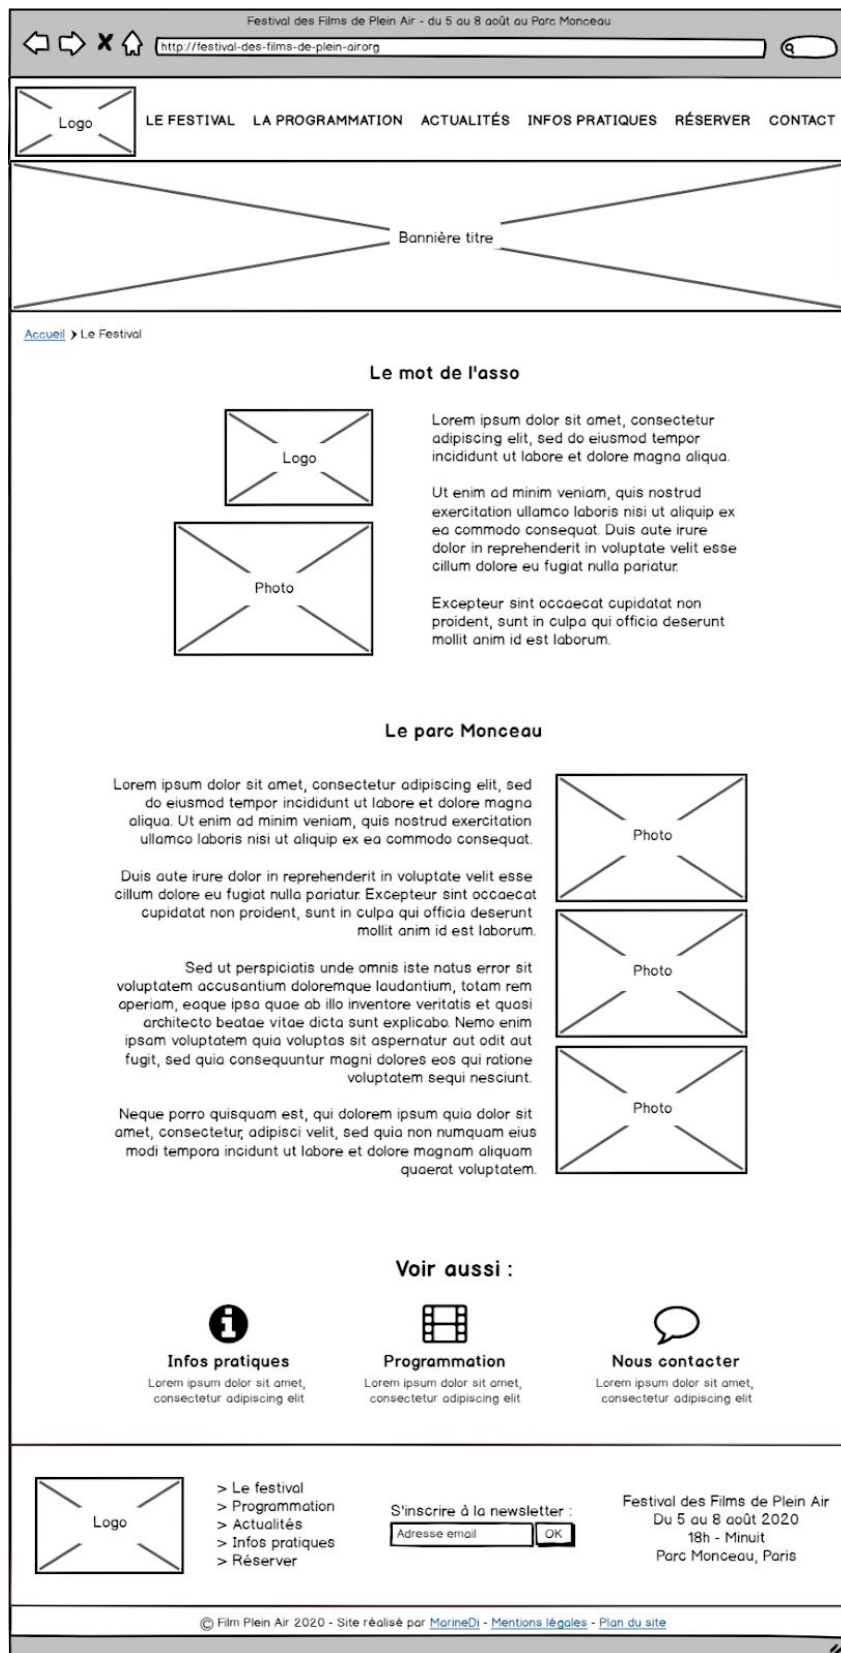 Festival des Films de Plein Air - du 5 au 8 août au Parc Monceau
http://festival-des-films-de-plein-air.org
Logo
LE FESTIVAL LA PROGRAMMATION ACTUALITÉS INFOS PRATIQUES RÉSERVER CONTACT
Bannière titre
Accueil > Le Festival
Le mot de l'asso
Logo
Photo
Lorem ipsum dolor sit amet, consectetur
adipiscing elit, sed do eiusmod tempor
incididunt ut labore et dolore magna aliqua.
Ut enim ad minim veniam, quis nostrud
exercitation ullamco laboris nisi ut aliquip ex
ea commodo consequat. Duis aute irure
dolor in reprehenderit in voluptate velit esse
cillum dolore eu fugiat nulla pariatur.
Excepteur sint occaecat cupidatat non
proident, sunt in culpa qui officia deserunt
mollit anim id est laborum.
Le parc Monceau
Lorem ipsum dolor sit amet, consectetur adipiscing elit, sed
do eiusmod tempor incididunt ut labore et dolore magna
aliqua. Ut enim ad minim veniam, quis nostrud exercitation
ullamco laboris nisi ut aliquip ex ea commodo consequat.
Duis aute irure dolor in reprehenderit in voluptate velit esse
cillum dolore eu fugiat nulla pariatur. Excepteur sint occaecat
cupidatat non proident, sunt in culpa qui officia deserunt
mollit anim id est laborum.
Sed ut perspiciatis unde omnis iste natus error sit
voluptatem accusantium doloremque laudantium, totam rem
aperiam, eaque ipsa quae ab illo inventore veritatis et quasi
architecto beatae vitae dicta sunt explicabo. Nemo enim
ipsam voluptatem quia voluptas sit aspernatur aut odit aut
fugit, sed quia consequuntur magni dolores eos qui ratione
voluptatem sequi nesciunt.
Neque porro quisquam est, qui dolorem ipsum quia dolor sit
amet, consectetur, adipisci velit, sed quia non numquam eius
modi tempora incidunt ut labore et dolore magnam aliquam
quaerat voluptatem.
Photo
Photo
Photo
Voir aussi :
Infos pratiques
Lorem ipsum dolor sit amet,
consectetur adipiscing elit
Programmation
Lorem ipsum dolor sit amet,
consectetur adipiscing elit
Nous contacter
Lorem ipsum dolor sit amet,
consectetur adipiscing elit
Logo
> Le festival
> Programmation
> Actualités
> Infos pratiques
> Réserver
S'inscrire à la newsletter :
Adresse email OK
Festival des Films de Plein Air
Du 5 au 8 août 2020
18h - Minuit
Parc Monceau, Paris
© Film Plein Air 2020 - Site réalisé par MarineDi - Mentions légales - Plan du site